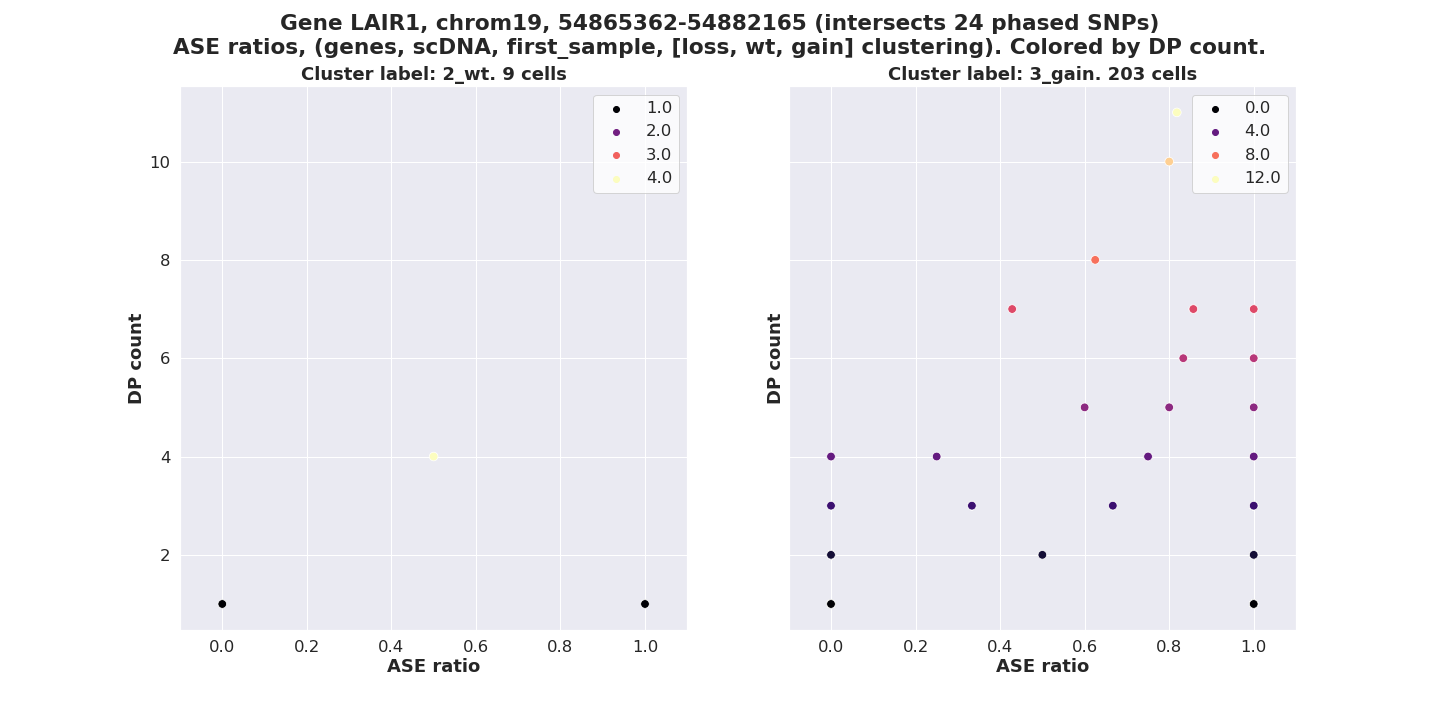 Gene LAIR1, chrom19, 54865362-54882165 (intersects 24 phased SNPs)
ASE ratios, (genes, scDNA, first_sample, [loss, wt, gain] clustering). Colored by DP count.
Cluster label: 2_wt. 9 cells
1.0
2.0
3.0
4.0
10
8
6
4
2
DP count
0.0 0.2 0.4 0.6 0.8 1.0
ASE ratio
Cluster label: 3_gain. 203 cells
0.0
4.0
8.0
12.0
DP count
0.0 0.2 0.4 0.6 0.8 1.0
ASE ratio